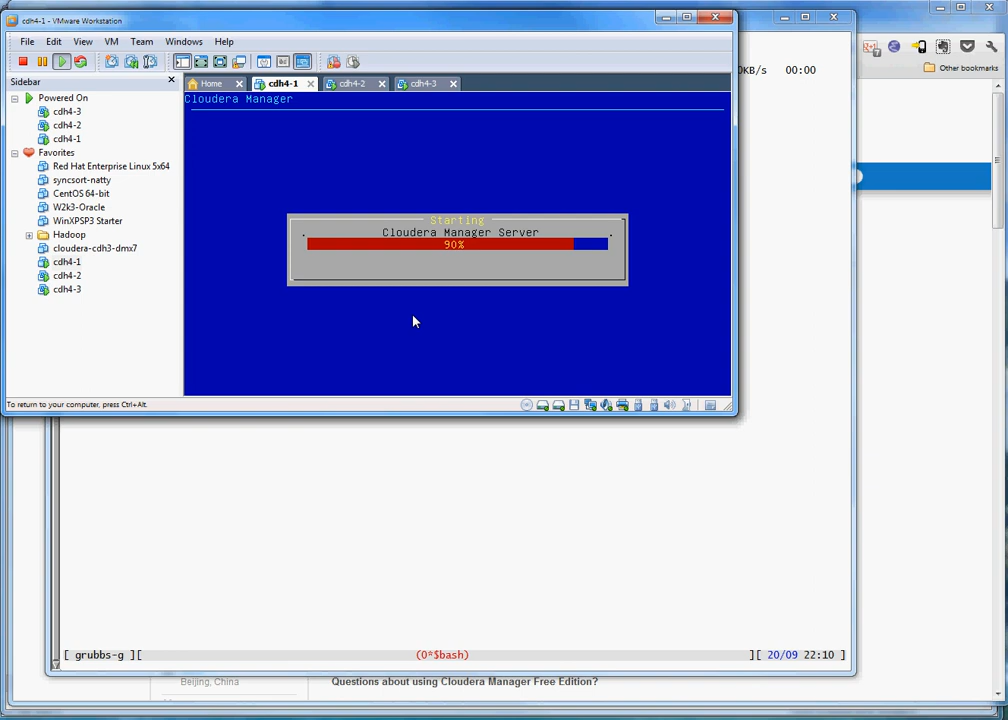 cdh4-1 - VMware Workstation
File Edit View VM Team Windows Help
0KB/s 00:00
Other bookmarks
Sidebar
Home cdh4-1 cdh4-2 cdh4-3
Powered On
cdh4-3
cdh4-2
cdh4-1
Favorites
Red Hat Enterprise Linux 5x64
syncsort-natty
CentOS 64-bit
W2k3-Oracle
WinXPSP3 Starter
Hadoop
cloudera-cdh3-dmx7
cdh4-1
cdh4-2
cdh4-3
Cloudera Manager
Starting
Cloudera Manager Server
90%
To return to your computer, press Ctrl+Alt.
[ grubbs-g ][ (0*$bash) ][ 20/09 22:10 ]
Beijing, China
Questions about using Cloudera Manager Free Edition?